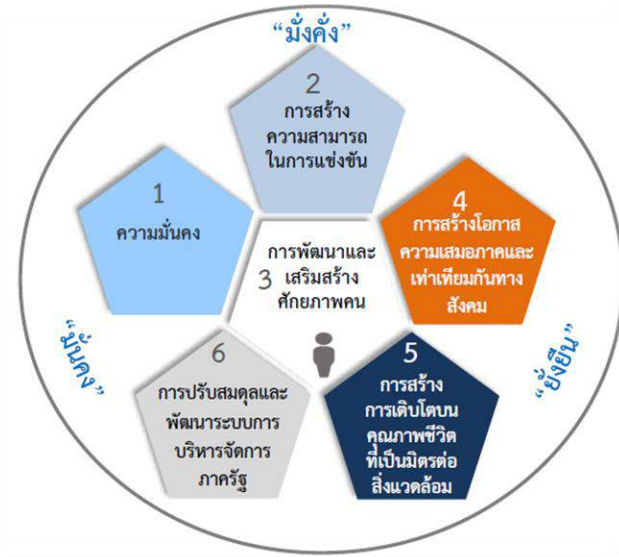 “มั่งคั่ง”
2
การสร้าง
ความสามารถ
ในการแข่งขัน
1
ความมั่นคง
4
การสร้างโอกาส
ความเสมอภาคและ
เท่าเทียมกันทาง
สังคม
การพัฒนาและ
3 เสริมสร้าง
ศักยภาพคน
“มั่นคง”
“ยั่งยืน”
6
การปรับสมดุลและ
พัฒนาระบบการ
บริหารจัดการ
ภาครัฐ
5
การสร้าง
การเติบโตบน
คุณภาพชีวิต
ที่เป็นมิตรต่อ
สิ่งแวดล้อม